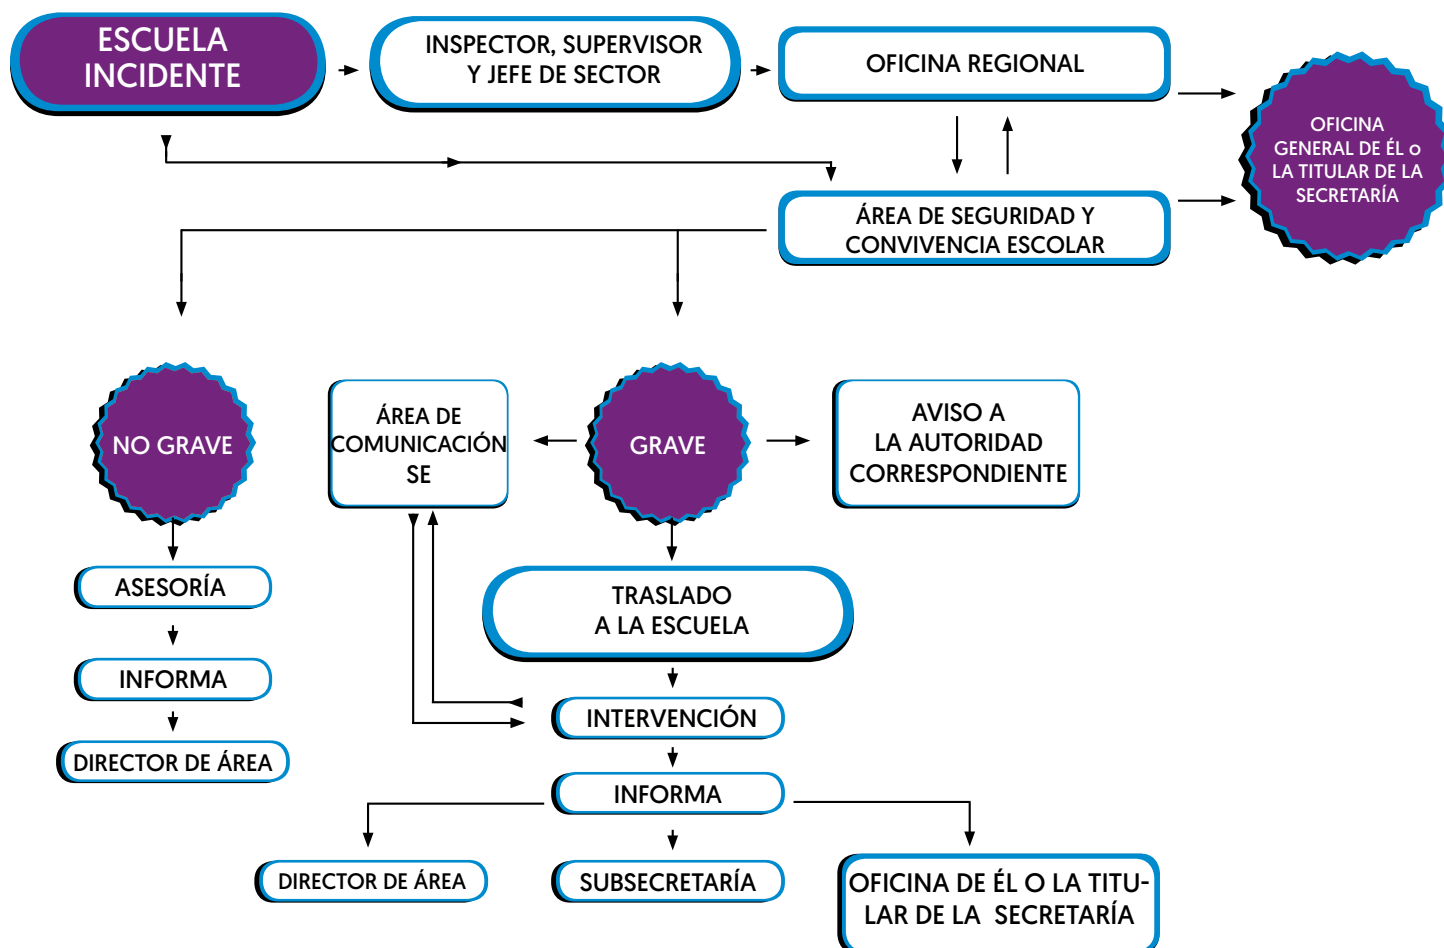 ESCUELA
INCIDENTE
INSPECTOR, SUPERVISOR
Y JEFE DE SECTOR
OFICINA REGIONAL
OFICINA
GENERAL DE ÉL o
LA TITULAR DE LA
SECRETARÍA
ÁREA DE SEGURIDAD Y
CONVIVENCIA ESCOLAR
NO GRAVE
ÁREA DE
COMUNICACIÓN
SE
GRAVE
AVISO A
LA AUTORIDAD
CORRESPONDIENTE
ASESORÍA
INFORMA
DIRECTOR DE ÁREA
TRASLADO
A LA ESCUELA
INTERVENCIÓN
INFORMA
DIRECTOR DE ÁREA
SUBSECRETARÍA
OFICINA DE ÉL O LA TITU-
LAR DE LA SECRETARÍA